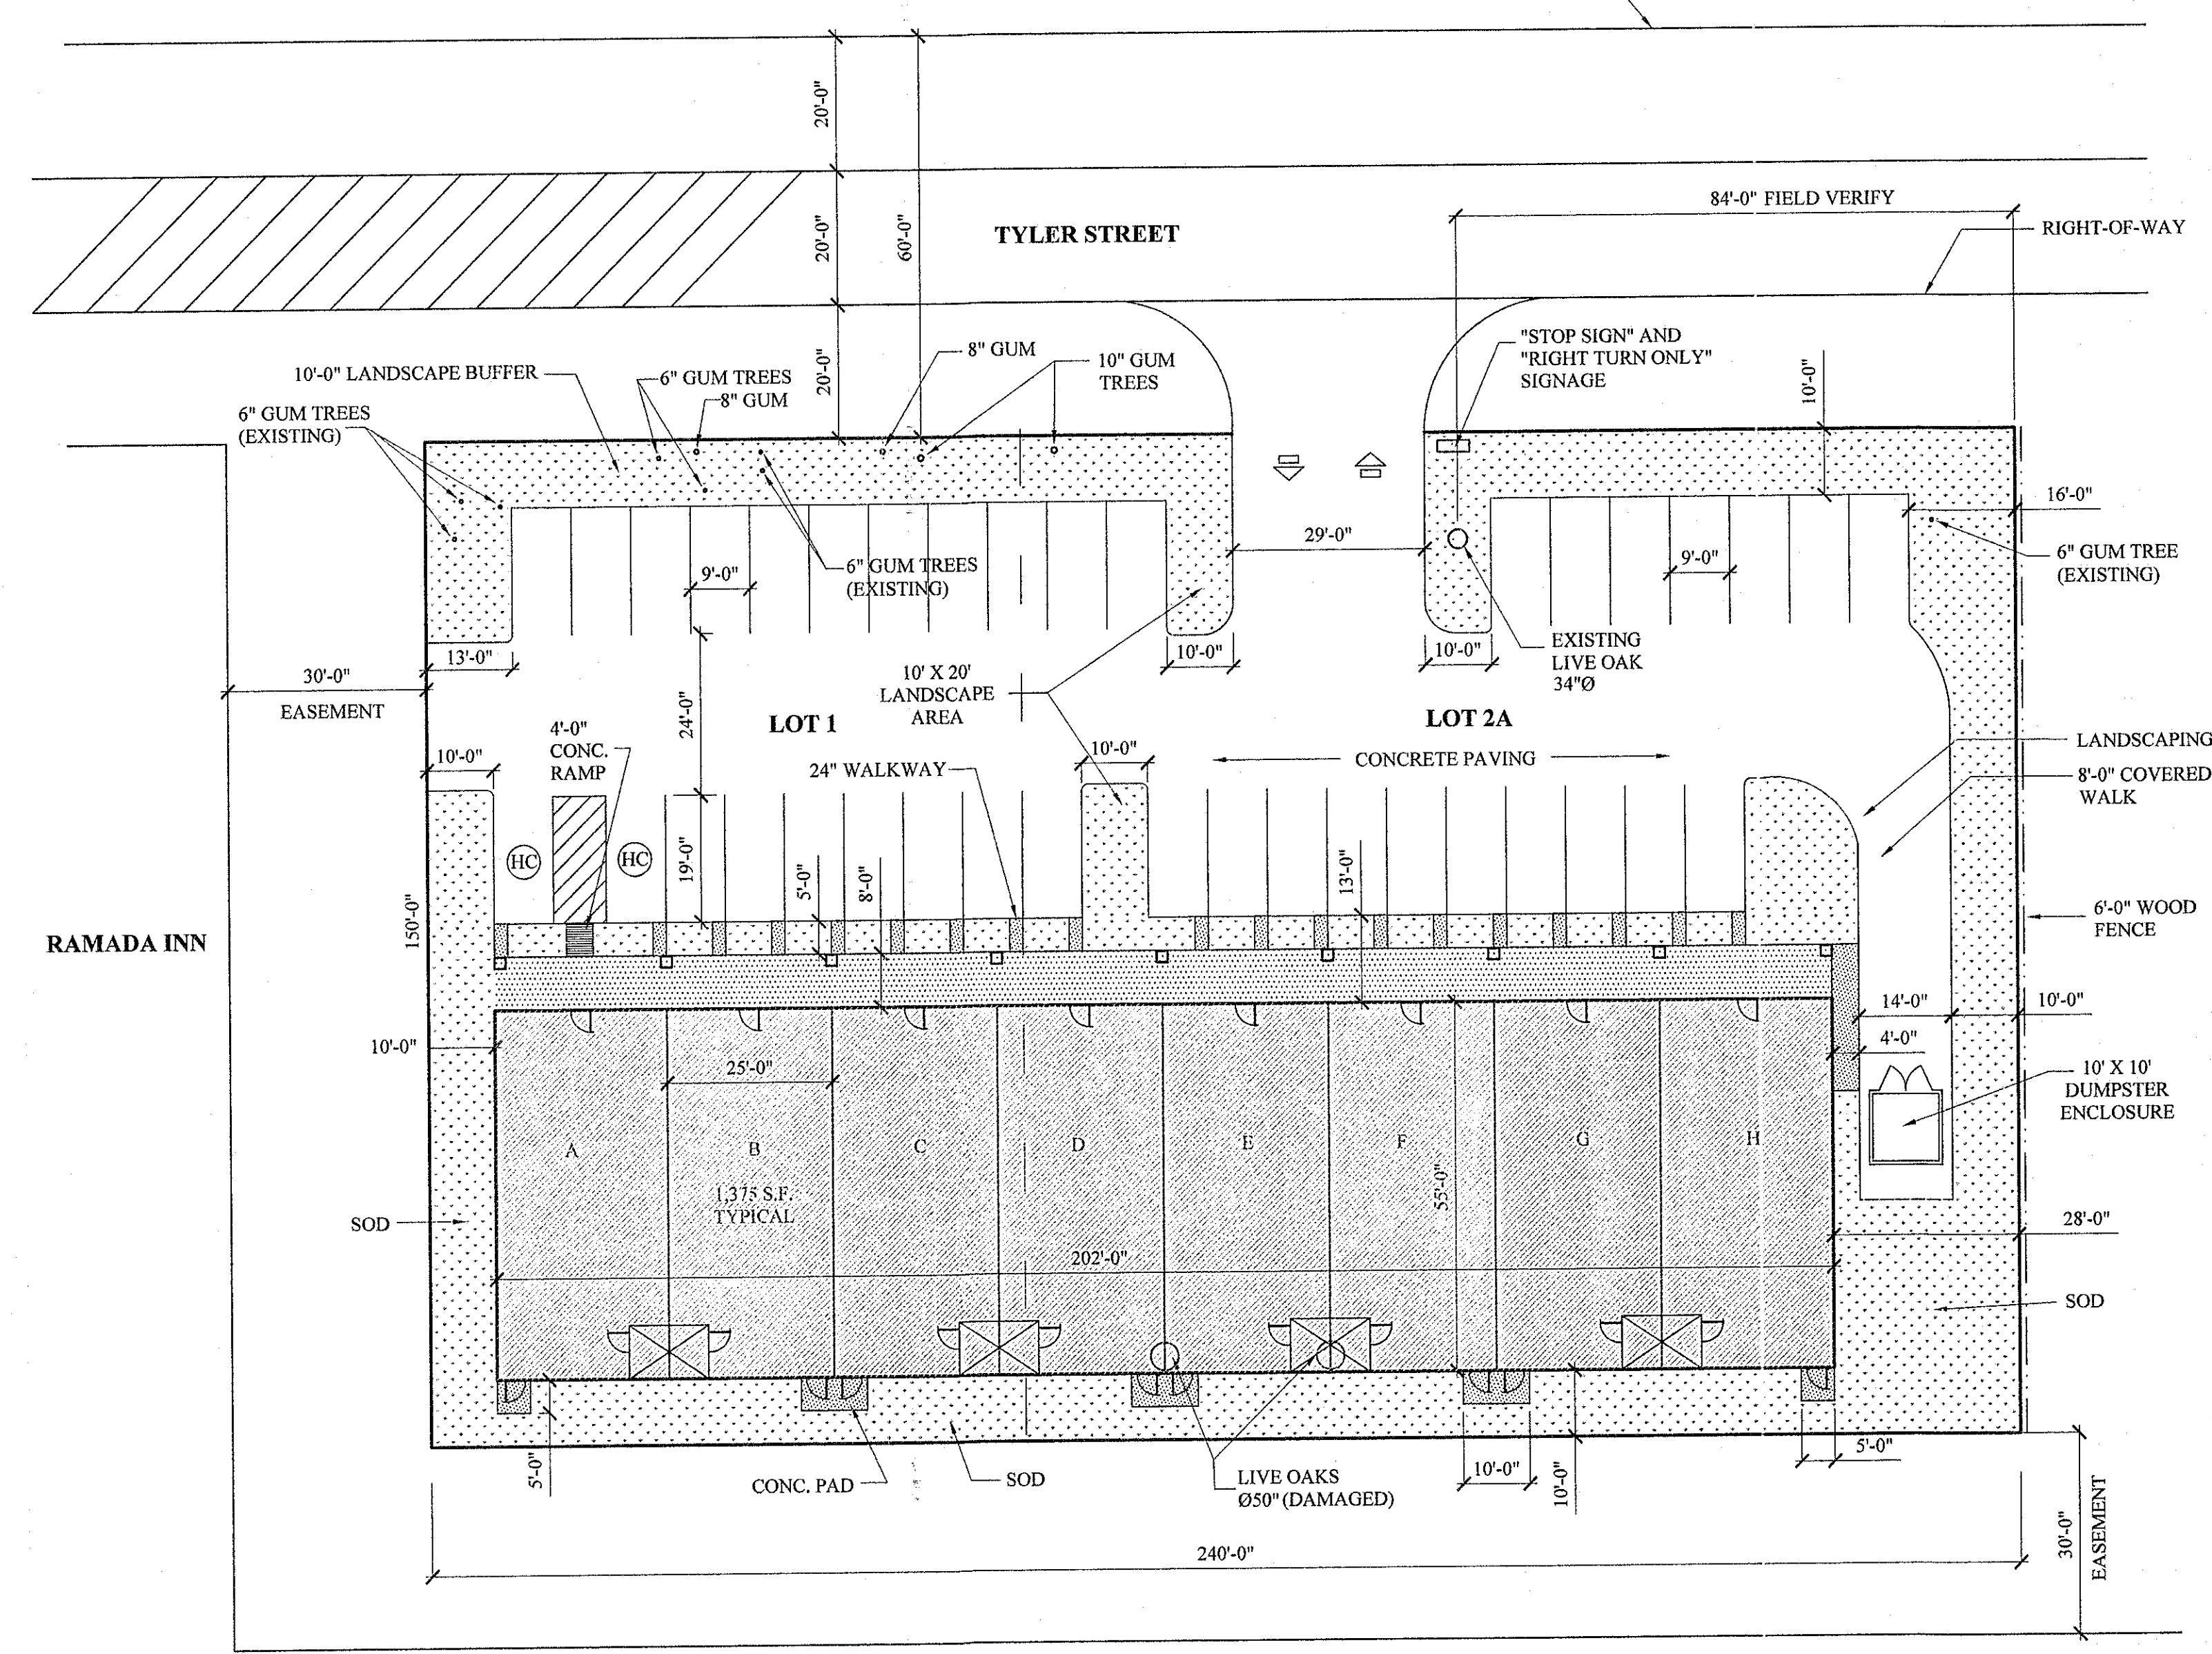 20'-0"
84'-0" FIELD VERIFY
20'-0"
60'-0"
TYLER STREET
RIGHT-OF-WAY
20'-0"
8" GUM
10" GUM
TREES
"STOP SIGN" AND
"RIGHT TURN ONLY"
SIGNAGE
10'-0" LANDSCAPE BUFFER
6" GUM TREES
8" GUM
10'-0"
6" GUM TREES
(EXISTING)
16'-0"
29'-0"
6" GUM TREES
(EXISTING)
9'-0"
9'-0"
6" GUM TREE
(EXISTING)
13'-0"
10'-0"
10'-0"
EXISTING
LIVE OAK
34"Ø
30'-0"
EASEMENT
10' X 20'
LANDSCAPE
AREA
24'-0"
LOT 1
LOT 2A
4'-0"
CONC.
RAMP
10'-0"
24" WALKWAY
10'-0"
CONCRETE PAVING
LANDSCAPING
8'-0" COVERED
WALK
HC
HC
19'-0"
5'-0"
8'-0"
13'-0"
150'-0"
RAMADA INN
6'-0" WOOD
FENCE
14'-0"
10'-0"
10'-0"
4'-0"
25'-0"
10' X 10'
DUMPSTER
ENCLOSURE
A
B
C
D
E
F
G
H
1,375 S.F.
TYPICAL
55'-0"
SOD
28'-0"
202'-0"
SOD
5'-0"
CONC. PAD
SOD
LIVE OAKS
Ø50" (DAMAGED)
10'-0"
10'-0"
5'-0"
240'-0"
30'-0"
EASEMENT